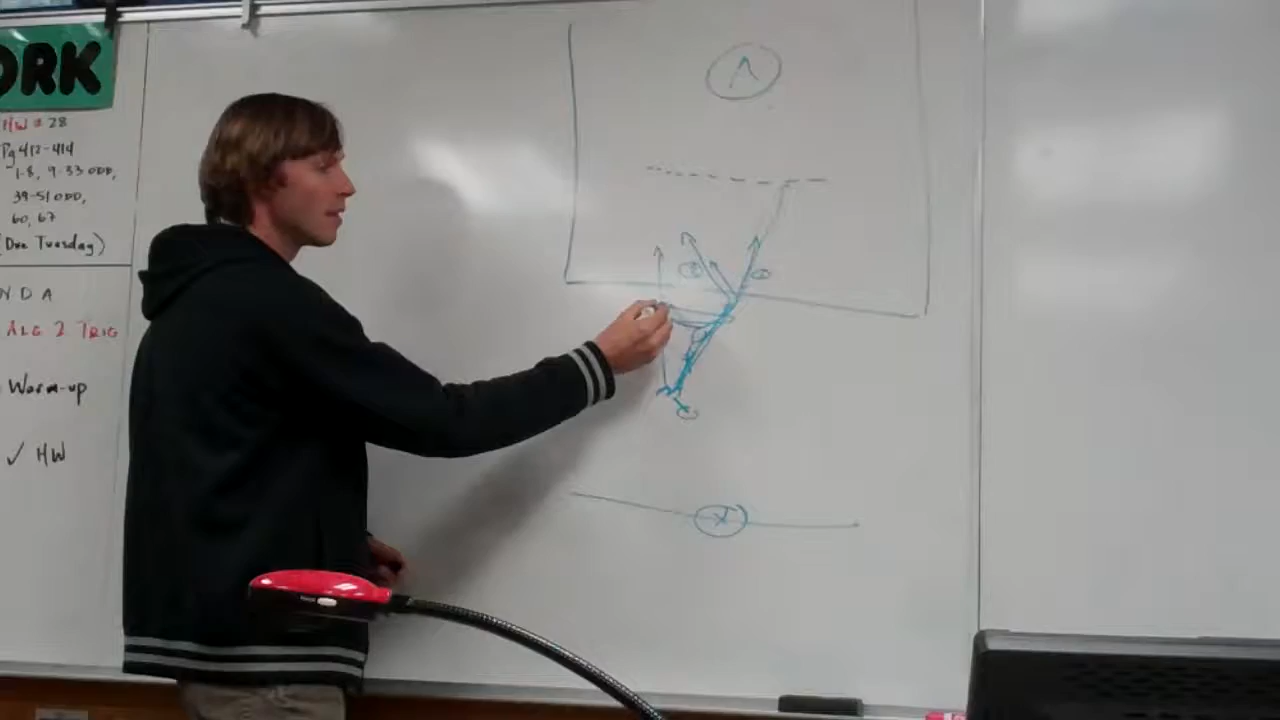 ORK
HW # 28
Pg 412-414
1-8, 9-33 ODD,
39-51 ODD,
60, 67
(Due Tuesday)
NDA
ALG 2 TRIG
Warm-up
✓ HW